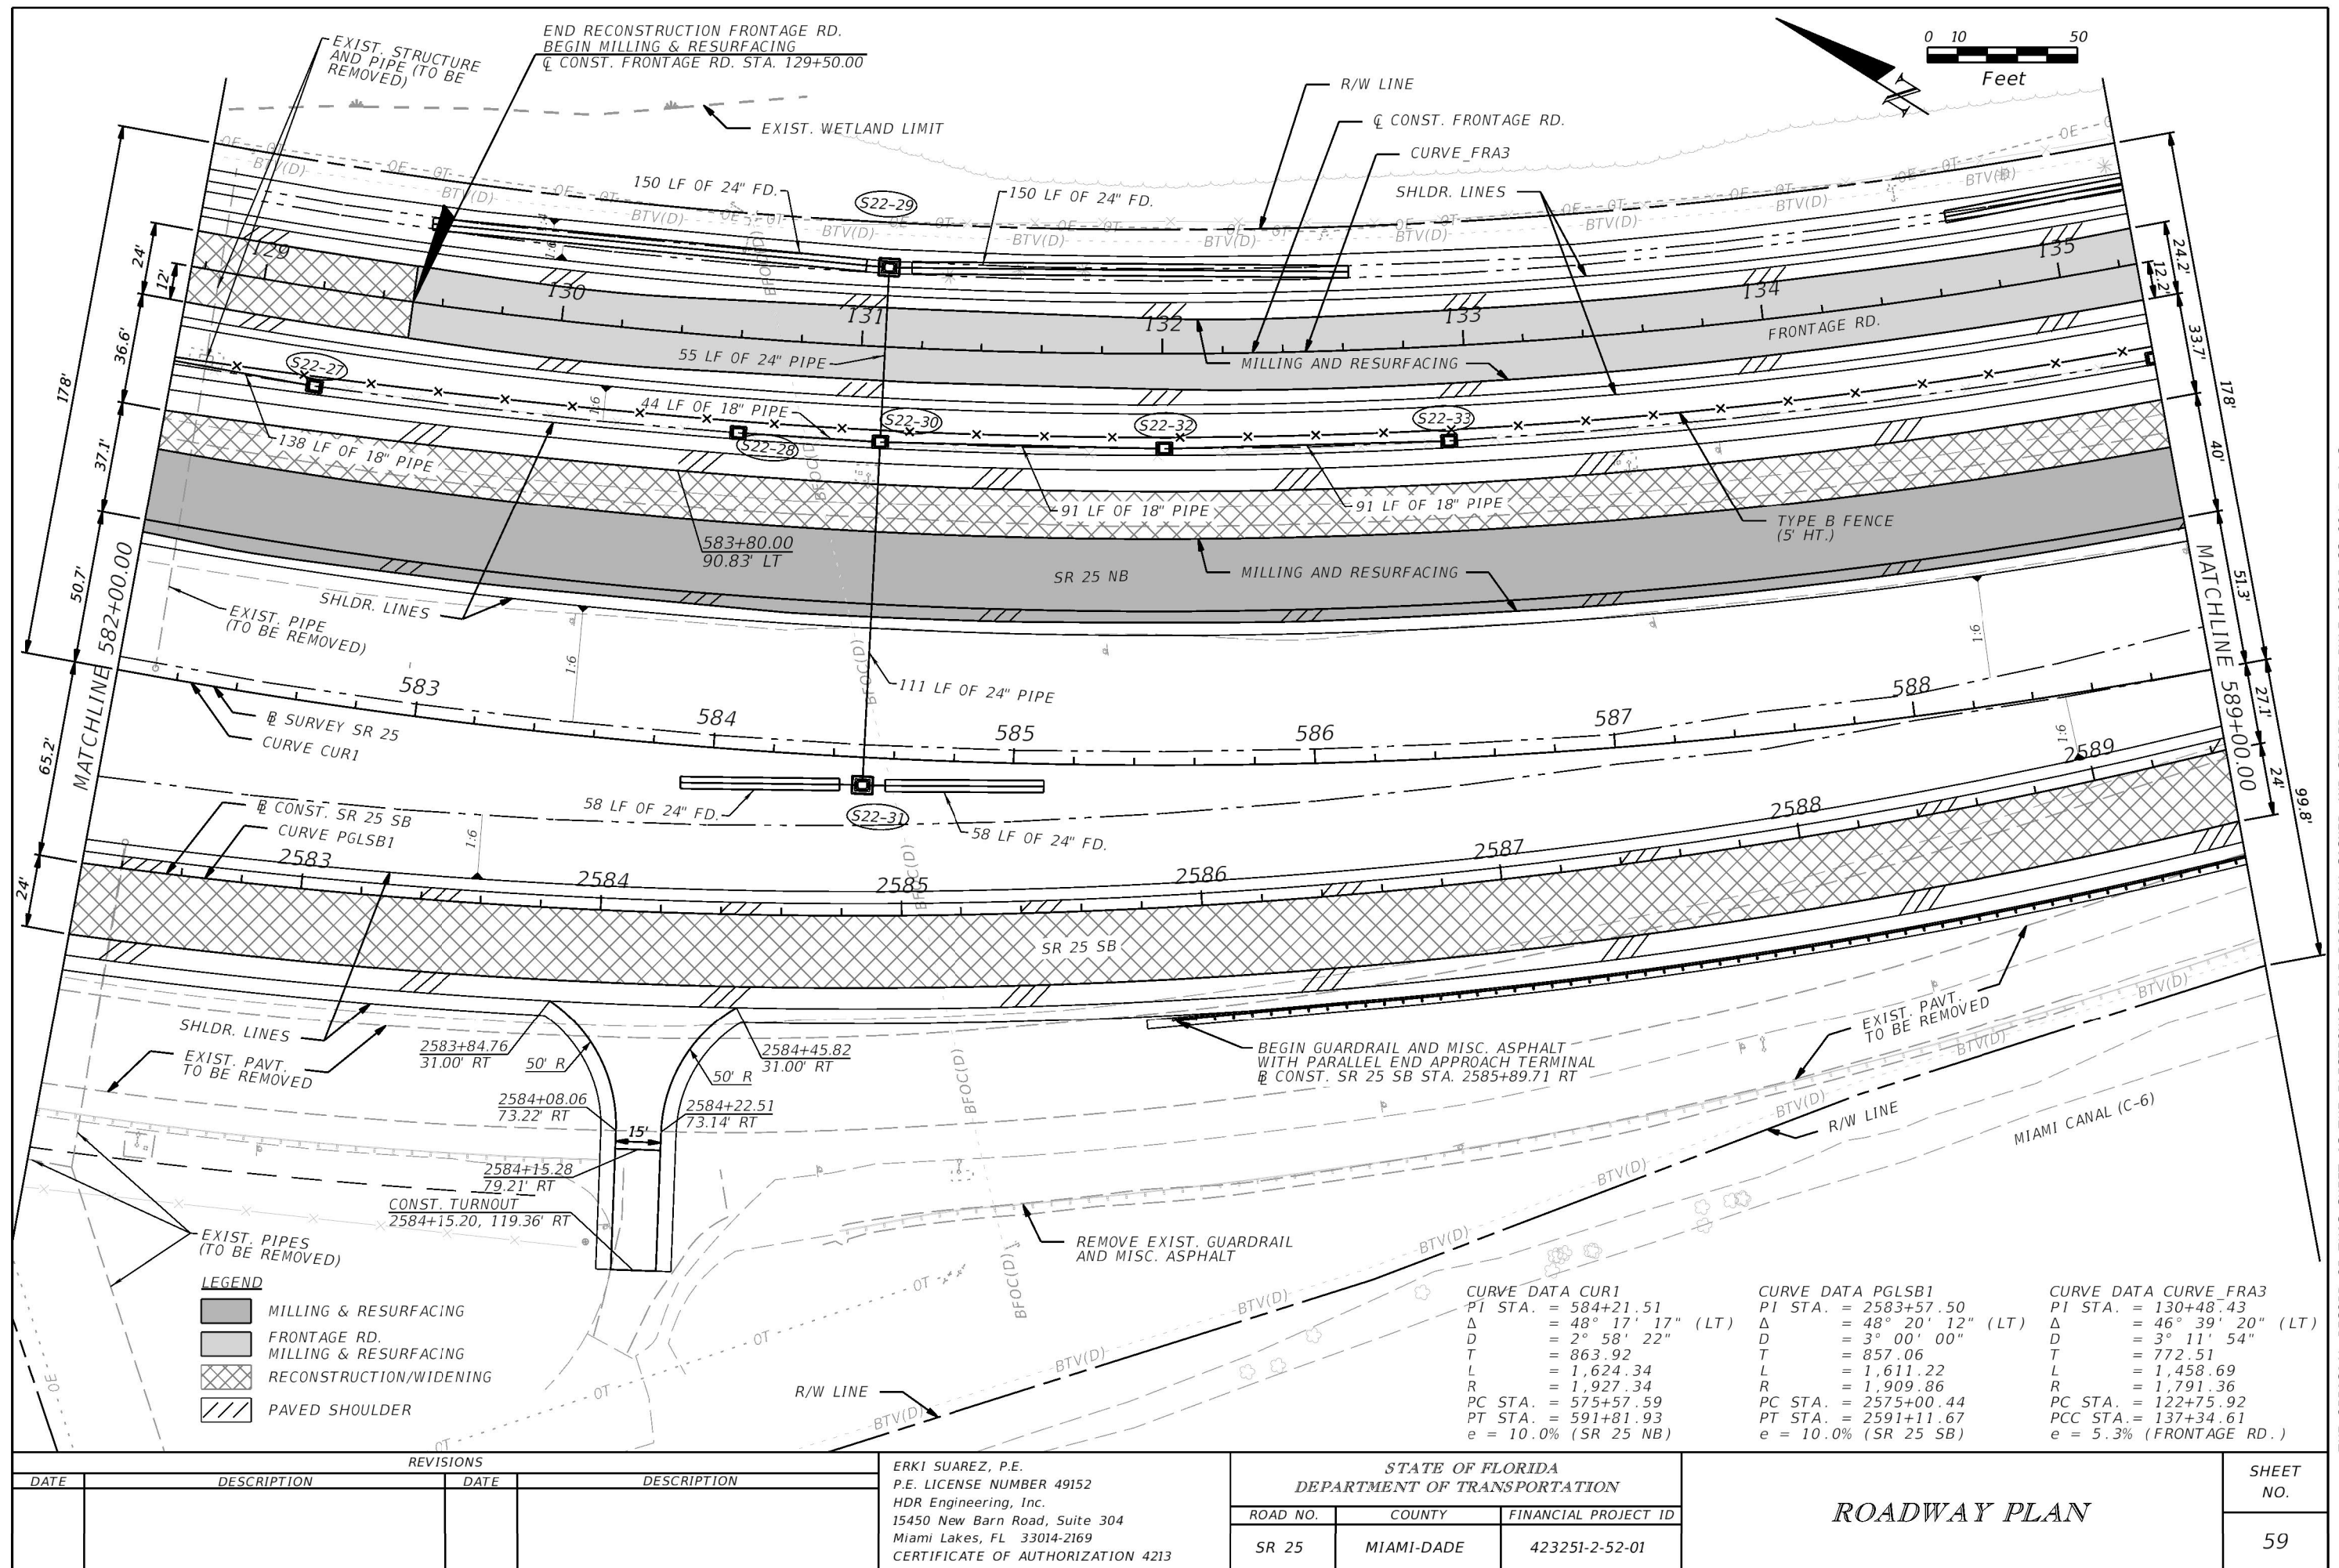 EXIST. STRUCTURE
AND PIPE (TO BE
REMOVED)
END RECONSTRUCTION FRONTAGE RD.
BEGIN MILLING & RESURFACING
℄ CONST. FRONTAGE RD. STA. 129+50.00
EXIST. WETLAND LIMIT
R/W LINE
℄ CONST. FRONTAGE RD.
CURVE_FRA3
SHLDR. LINES
N
0 10 50
Feet
OE OT
BTV(D)
150 LF OF 24" FD.
S22-29
150 LF OF 24" FD.
BFOC(D)
129
130
131
132
133
134
135
FRONTAGE RD.
MILLING AND RESURFACING
55 LF OF 24" PIPE
S22-27
44 LF OF 18" PIPE
S22-30
S22-28
S22-32
S22-33
138 LF OF 18" PIPE
91 LF OF 18" PIPE
91 LF OF 18" PIPE
TYPE B FENCE
(5' HT.)
583+80.00
90.83' LT
SR 25 NB
MILLING AND RESURFACING
SHLDR. LINES
EXIST. PIPE
(TO BE REMOVED)
1:6
1:6
1:6
1:6
1:6
24'
12'
36.6'
37.1'
178'
50.7'
65.2'
24'
MATCHLINE 582+00.00
24.2'
12.2'
33.7'
178'
40'
51.3'
27.1'
24'
99.8'
MATCHLINE 589+00.00
583
584
585
586
587
588
111 LF OF 24" PIPE
BFOC(D)
℄ SURVEY SR 25
CURVE CUR1
58 LF OF 24" FD.
S22-31
58 LF OF 24" FD.
℄ CONST. SR 25 SB
CURVE PGLSB1
2583
2584
2585
2586
2587
2588
2589
SR 25 SB
SHLDR. LINES
EXIST. PAVT.
TO BE REMOVED
2583+84.76
31.00' RT
50' R
2584+45.82
31.00' RT
50' R
2584+08.06
73.22' RT
2584+22.51
73.14' RT
15'
2584+15.28
79.21' RT
CONST. TURNOUT
2584+15.20, 119.36' RT
BEGIN GUARDRAIL AND MISC. ASPHALT
WITH PARALLEL END APPROACH TERMINAL
℄ CONST. SR 25 SB STA. 2585+89.71 RT
EXIST. PAVT.
TO BE REMOVED
BTV(D)
R/W LINE
MIAMI CANAL (C-6)
EXIST. PIPES
(TO BE REMOVED)
REMOVE EXIST. GUARDRAIL
AND MISC. ASPHALT
BFOC(D)
OT
BTV(D)
R/W LINE
OE
LEGEND
MILLING & RESURFACING
FRONTAGE RD.
MILLING & RESURFACING
RECONSTRUCTION/WIDENING
PAVED SHOULDER
CURVE DATA CUR1
PI STA. = 584+21.51
Δ = 48° 17' 17" (LT)
D = 2° 58' 22"
T = 863.92
L = 1,624.34
R = 1,927.34
PC STA. = 575+57.59
PT STA. = 591+81.93
e = 10.0% (SR 25 NB)
CURVE DATA PGLSB1
PI STA. = 2583+57.50
Δ = 48° 20' 12" (LT)
D = 3° 00' 00"
T = 857.06
L = 1,611.22
R = 1,909.86
PC STA. = 2575+00.44
PT STA. = 2591+11.67
e = 10.0% (SR 25 SB)
CURVE DATA CURVE_FRA3
PI STA. = 130+48.43
Δ = 46° 39' 20" (LT)
D = 3° 11' 54"
T = 772.51
L = 1,458.69
R = 1,791.36
PC STA. = 122+75.92
PCC STA.= 137+34.61
e = 5.3% (FRONTAGE RD.)
REVISIONS
DATE DESCRIPTION DATE DESCRIPTION
ERKI SUAREZ, P.E.
P.E. LICENSE NUMBER 49152
HDR Engineering, Inc.
15450 New Barn Road, Suite 304
Miami Lakes, FL 33014-2169
CERTIFICATE OF AUTHORIZATION 4213
STATE OF FLORIDA
DEPARTMENT OF TRANSPORTATION
ROAD NO. COUNTY FINANCIAL PROJECT ID
SR 25 MIAMI-DADE 423251-2-52-01
ROADWAY PLAN
SHEET
NO.
59